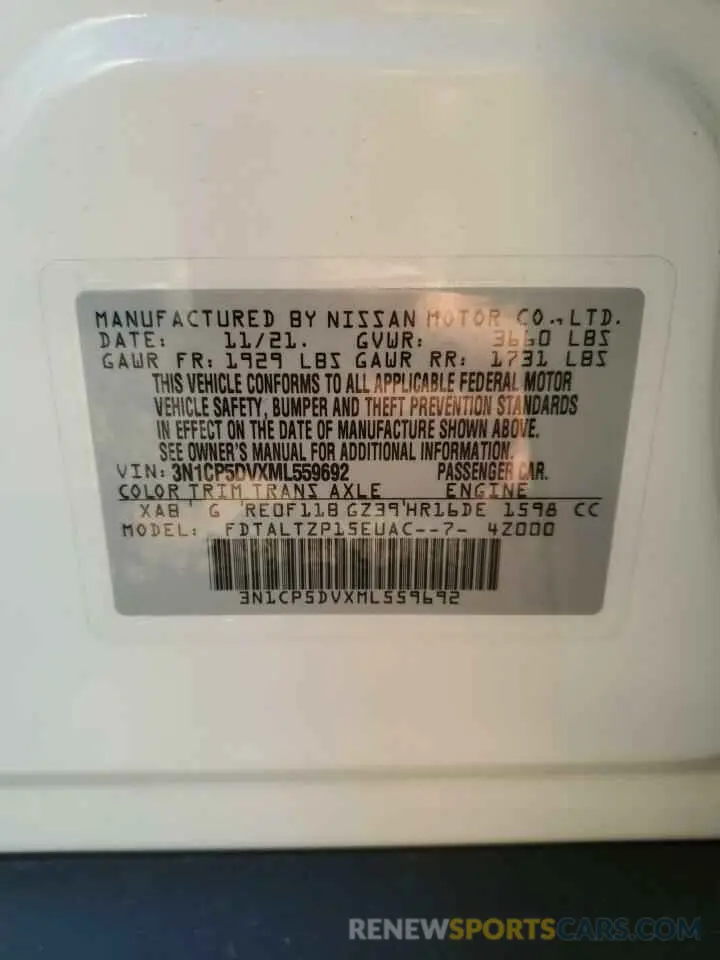 MANUFACTURED BY NISSAN MOTOR CO., LTD.
DATE: 11/21. GVWR: 3660 LBS
GAWR FR: 1929 LBS GAWR RR: 1731 LBS
THIS VEHICLE CONFORMS TO ALL APPLICABLE FEDERAL MOTOR
VEHICLE SAFETY, BUMPER AND THEFT PREVENTION STANDARDS
IN EFFECT ON THE DATE OF MANUFACTURE SHOWN ABOVE.
SEE OWNER'S MANUAL FOR ADDITIONAL INFORMATION.
VIN: 3N1CP5DVXML559692 PASSENGER CAR.
COLOR TRIM TRANS AXLE ENGINE
XAB G RE0F11B GZ39 HR16DE 1598 CC
MODEL: FDTALTZP15EUAC--7- 4Z000
3N1CP5DVXML559692
RENEWSPORTSCARS.COM